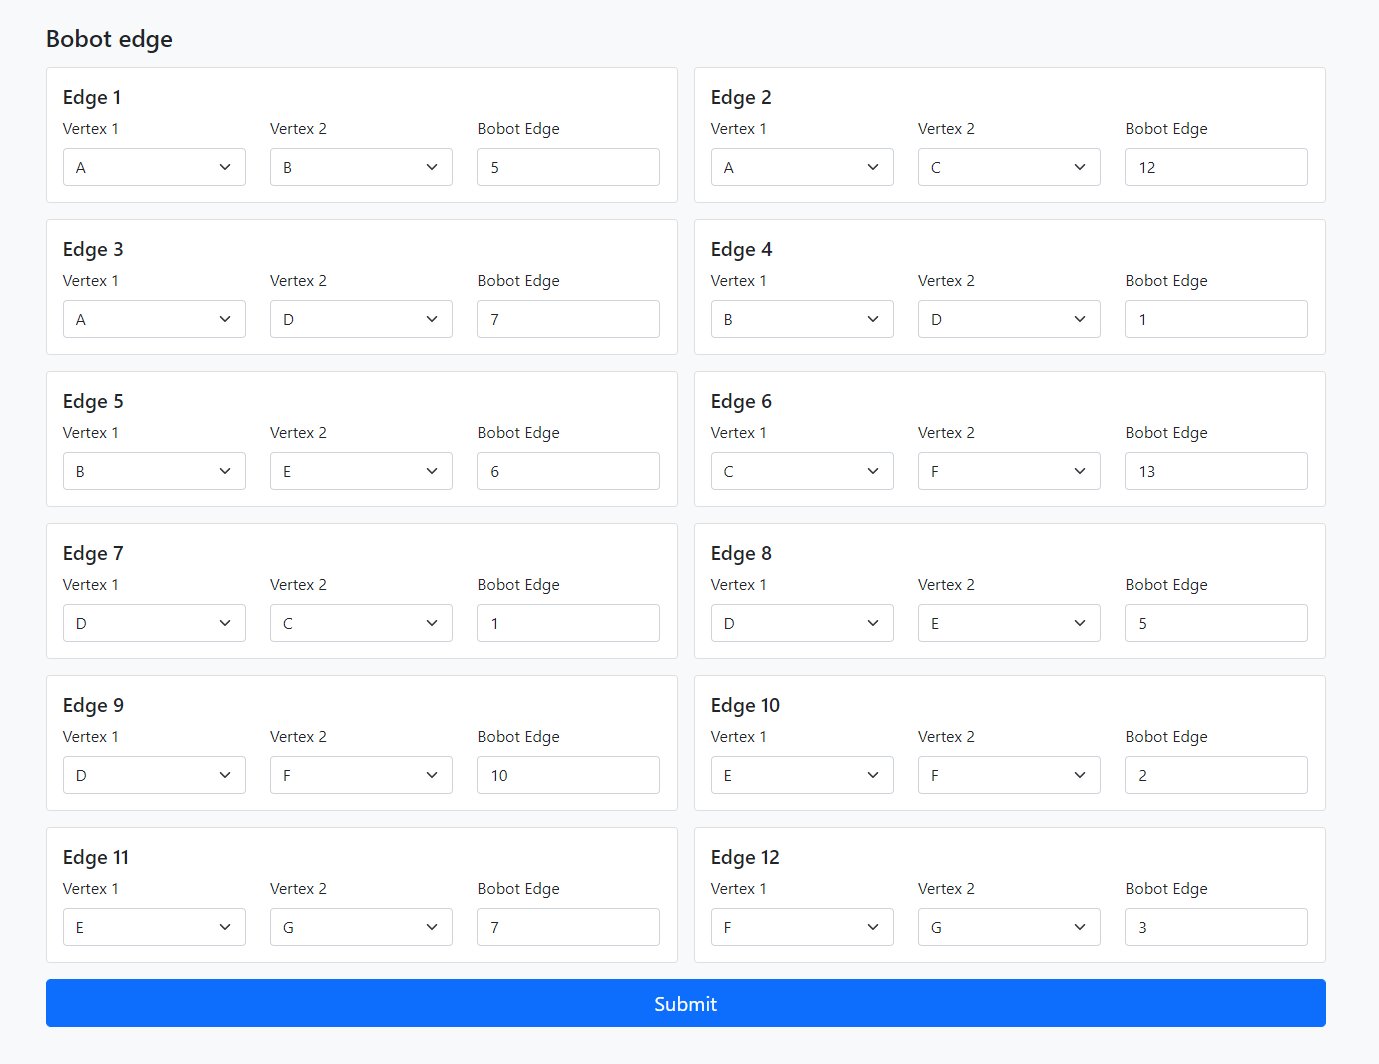 Bobot edge
Edge 1
Vertex 1 Vertex 2 Bobot Edge
A B 5
Edge 2
Vertex 1 Vertex 2 Bobot Edge
A C 12
Edge 3
Vertex 1 Vertex 2 Bobot Edge
A D 7
Edge 4
Vertex 1 Vertex 2 Bobot Edge
B D 1
Edge 5
Vertex 1 Vertex 2 Bobot Edge
B E 6
Edge 6
Vertex 1 Vertex 2 Bobot Edge
C F 13
Edge 7
Vertex 1 Vertex 2 Bobot Edge
D C 1
Edge 8
Vertex 1 Vertex 2 Bobot Edge
D E 5
Edge 9
Vertex 1 Vertex 2 Bobot Edge
D F 10
Edge 10
Vertex 1 Vertex 2 Bobot Edge
E F 2
Edge 11
Vertex 1 Vertex 2 Bobot Edge
E G 7
Edge 12
Vertex 1 Vertex 2 Bobot Edge
F G 3
Submit